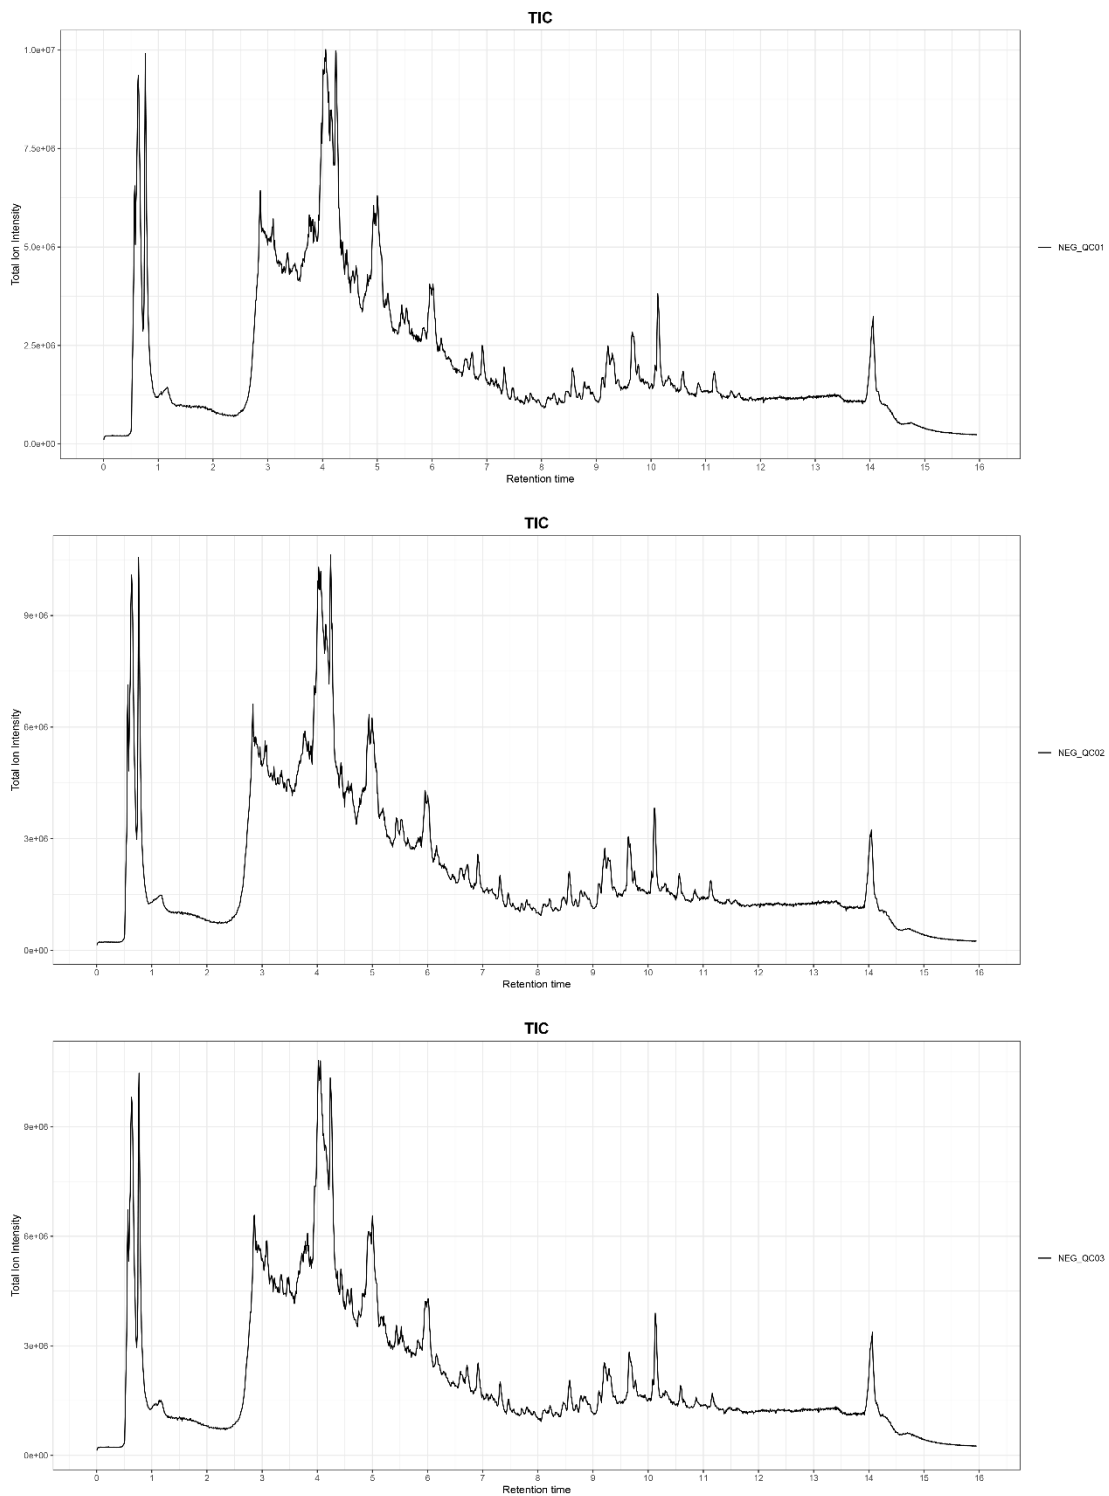 TIC
1.0e+07
7.5e+06
5.0e+06
2.5e+06
0.0e+00
Total Ion Intensity
0 1 2 3 4 5 6 7 8 9 10 11 12 13 14 15 16
Retention time
NEG_QC01
TIC
9e+06
6e+06
3e+06
0e+00
Total Ion Intensity
0 1 2 3 4 5 6 7 8 9 10 11 12 13 14 15 16
Retention time
NEG_QC02
TIC
9e+06
6e+06
3e+06
0e+00
Total Ion Intensity
0 1 2 3 4 5 6 7 8 9 10 11 12 13 14 15 16
Retention time
NEG_QC03